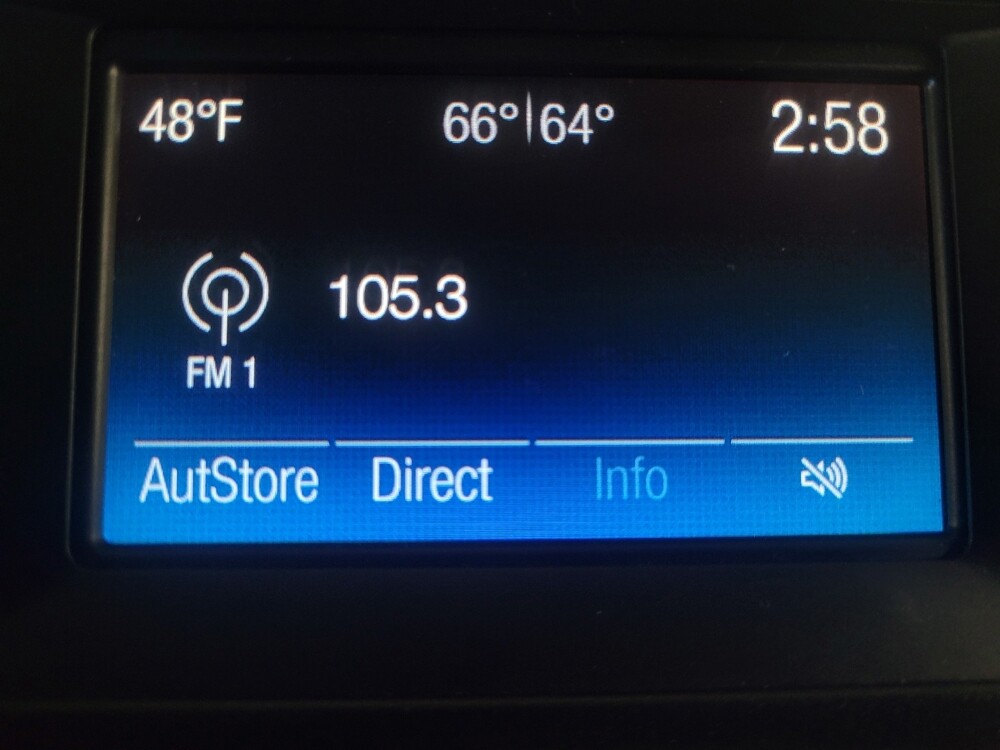 48°F 66°|64° 2:58
105.3
FM 1
AutStore Direct Info